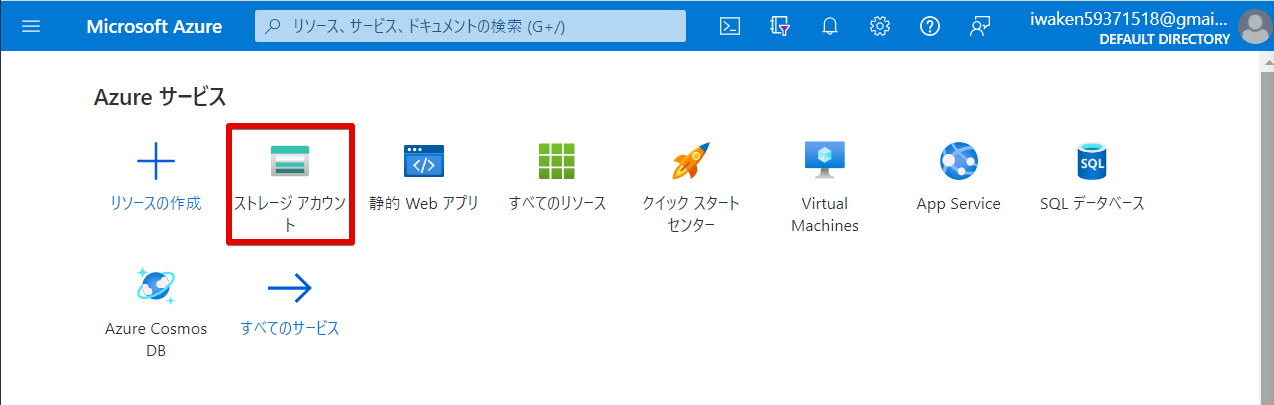 Microsoft Azure
リソース、サービス、ドキュメントの検索 (G+/)
iwaken59371518@gmai...
DEFAULT DIRECTORY
Azure サービス
リソースの作成
ストレージ アカウン
ト
静的 Web アプリ
すべてのリソース
クイック スタート
センター
Virtual
Machines
App Service
SQL
SQL データベース
Azure Cosmos
DB
すべてのサービス